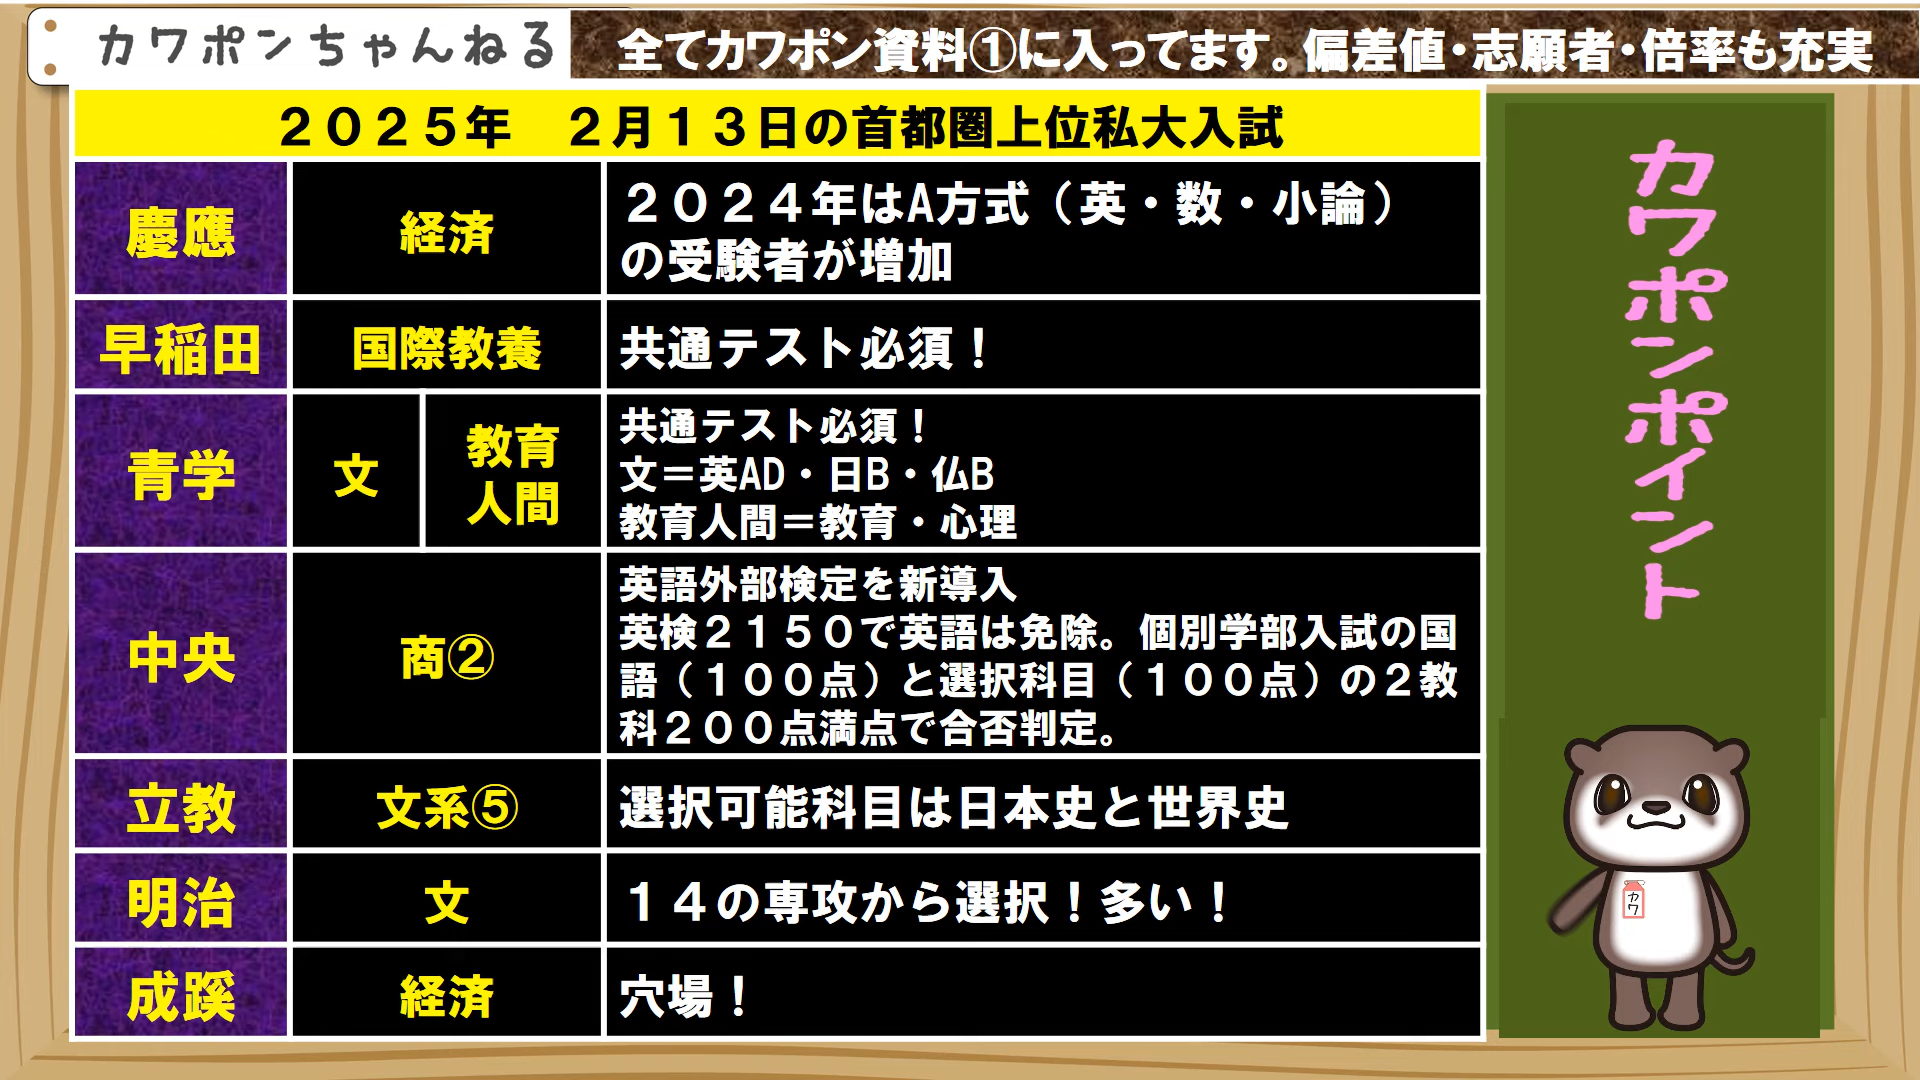 カワポンちゃんねる
全てカワポン資料①に入ってます。偏差値・志願者・倍率も充実
２０２５年　２月１３日の首都圏上位私大入試
慶應
経済
２０２４年はA方式（英・数・小論）
の受験者が増加
早稲田
国際教養
共通テスト必須！
青学
文
教育
人間
共通テスト必須！
文＝英AD・日B・仏B
教育人間＝教育・心理
中央
商②
英語外部検定を新導入
英検２１５０で英語は免除。個別学部入試の国
語（１００点）と選択科目（１００点）の２教
科２００点満点で合否判定。
立教
文系⑤
選択可能科目は日本史と世界史
明治
文
１４の専攻から選択！多い！
成蹊
経済
穴場！
カワポンポイント
カワ